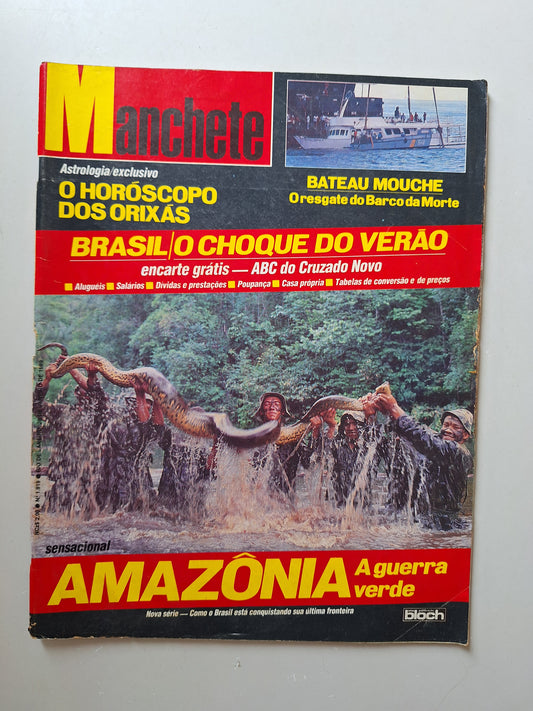 Manchete
Astrologia/exclusivo
O HORÓSCOPO
DOS ORIXÁS
BATEAU MOUCHE
O resgate do Barco da Morte
BRASIL/O CHOQUE DO VERÃO
encarte grátis — ABC do Cruzado Novo
Aluguéis Salários Dívidas e prestações Poupança Casa própria Tabelas de conversão e de preços
sensacional
AMAZÔNIA
A guerra
verde
Nova série — Como o Brasil está conquistando sua última fronteira
bloch